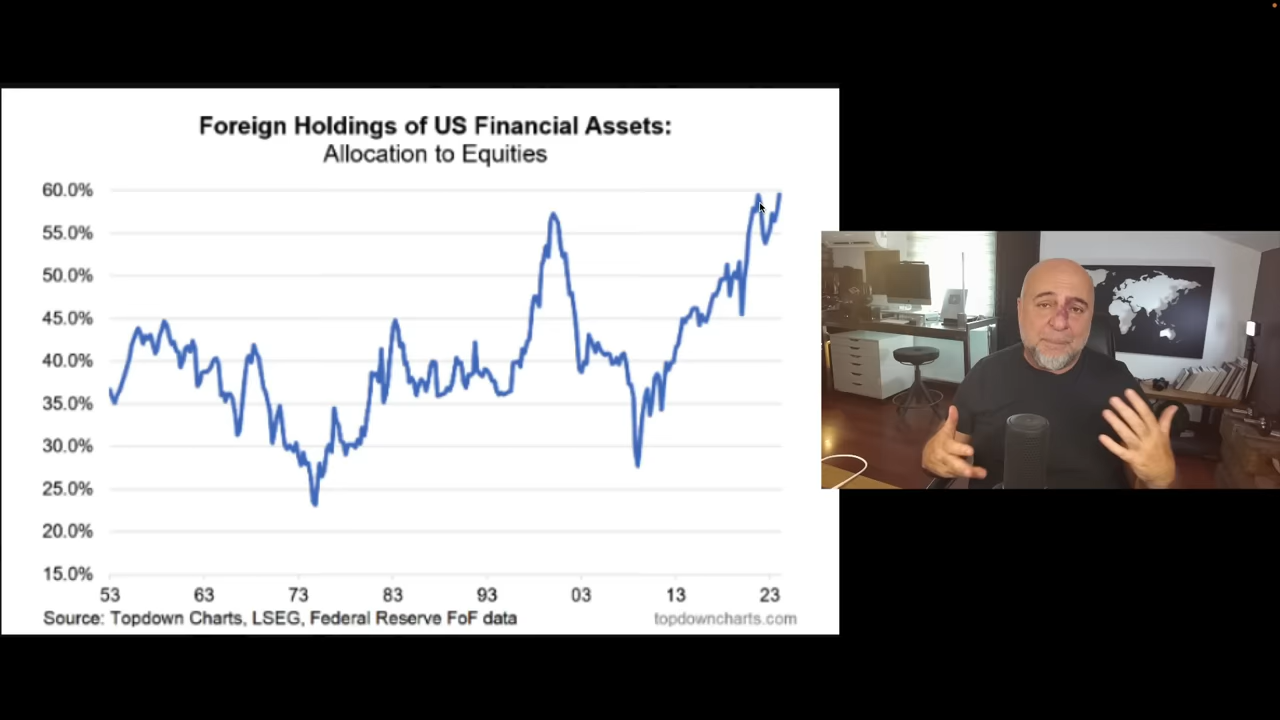 Foreign Holdings of US Financial Assets:
Allocation to Equities
60.0%
55.0%
50.0%
45.0%
40.0%
35.0%
30.0%
25.0%
20.0%
15.0%
53 63 73 83 93 03 13 23
Source: Topdown Charts, LSEG, Federal Reserve FoF data
topdowncharts.com